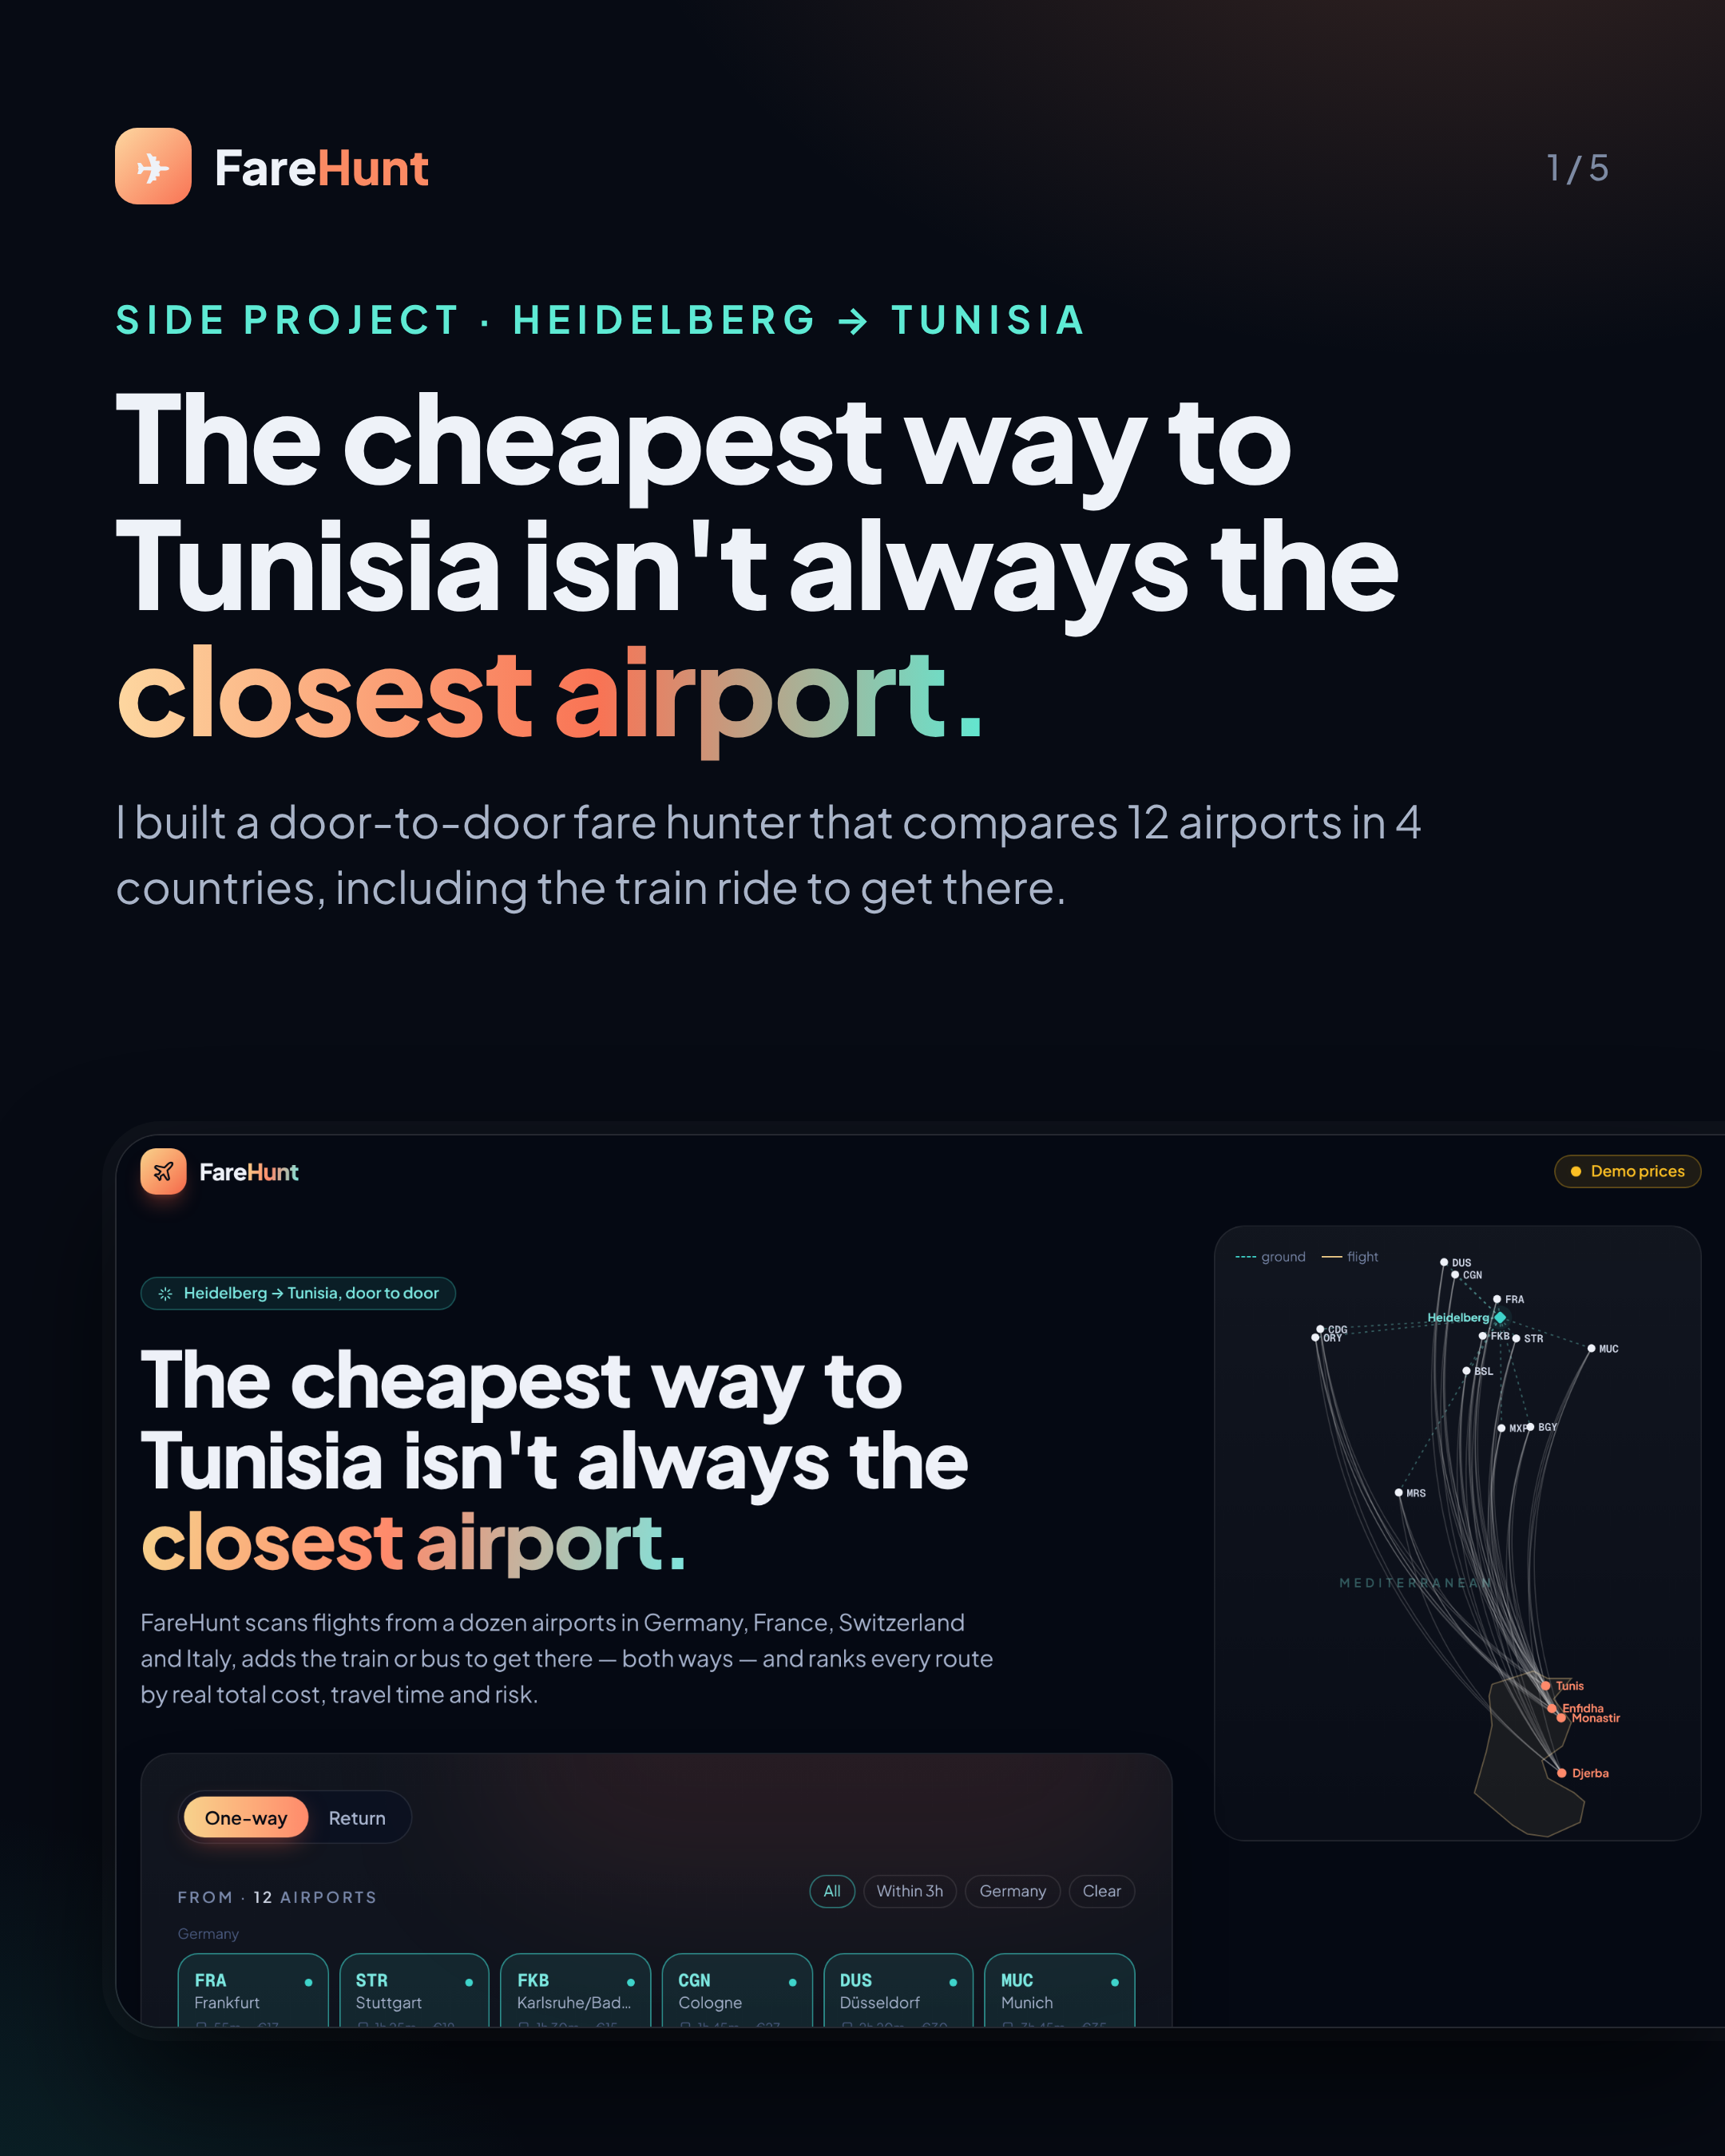 FareHunt
1 / 5
SIDE PROJECT · HEIDELBERG → TUNISIA
The cheapest way to
Tunisia isn't always the
closest airport.
I built a door-to-door fare hunter that compares 12 airports in 4
countries, including the train ride to get there.
FareHunt
Demo prices
Heidelberg → Tunisia, door to door
The cheapest way to
Tunisia isn't always the
closest airport.
FareHunt scans flights from a dozen airports in Germany, France, Switzerland
and Italy, adds the train or bus to get there — both ways — and ranks every route
by real total cost, travel time and risk.
ground
flight
DUS
CGN
FRA
Heidelberg
CDG
ORY
FKB
STR
MUC
BSL
MXP
BGY
MRS
MEDITERRANEAN
Tunis
Enfidha
Monastir
Djerba
One-way
Return
FROM · 12 AIRPORTS
All
Within 3h
Germany
Clear
Germany
FRA
Frankfurt
STR
Stuttgart
FKB
Karlsruhe/Bad...
CGN
Cologne
DUS
Düsseldorf
MUC
Munich